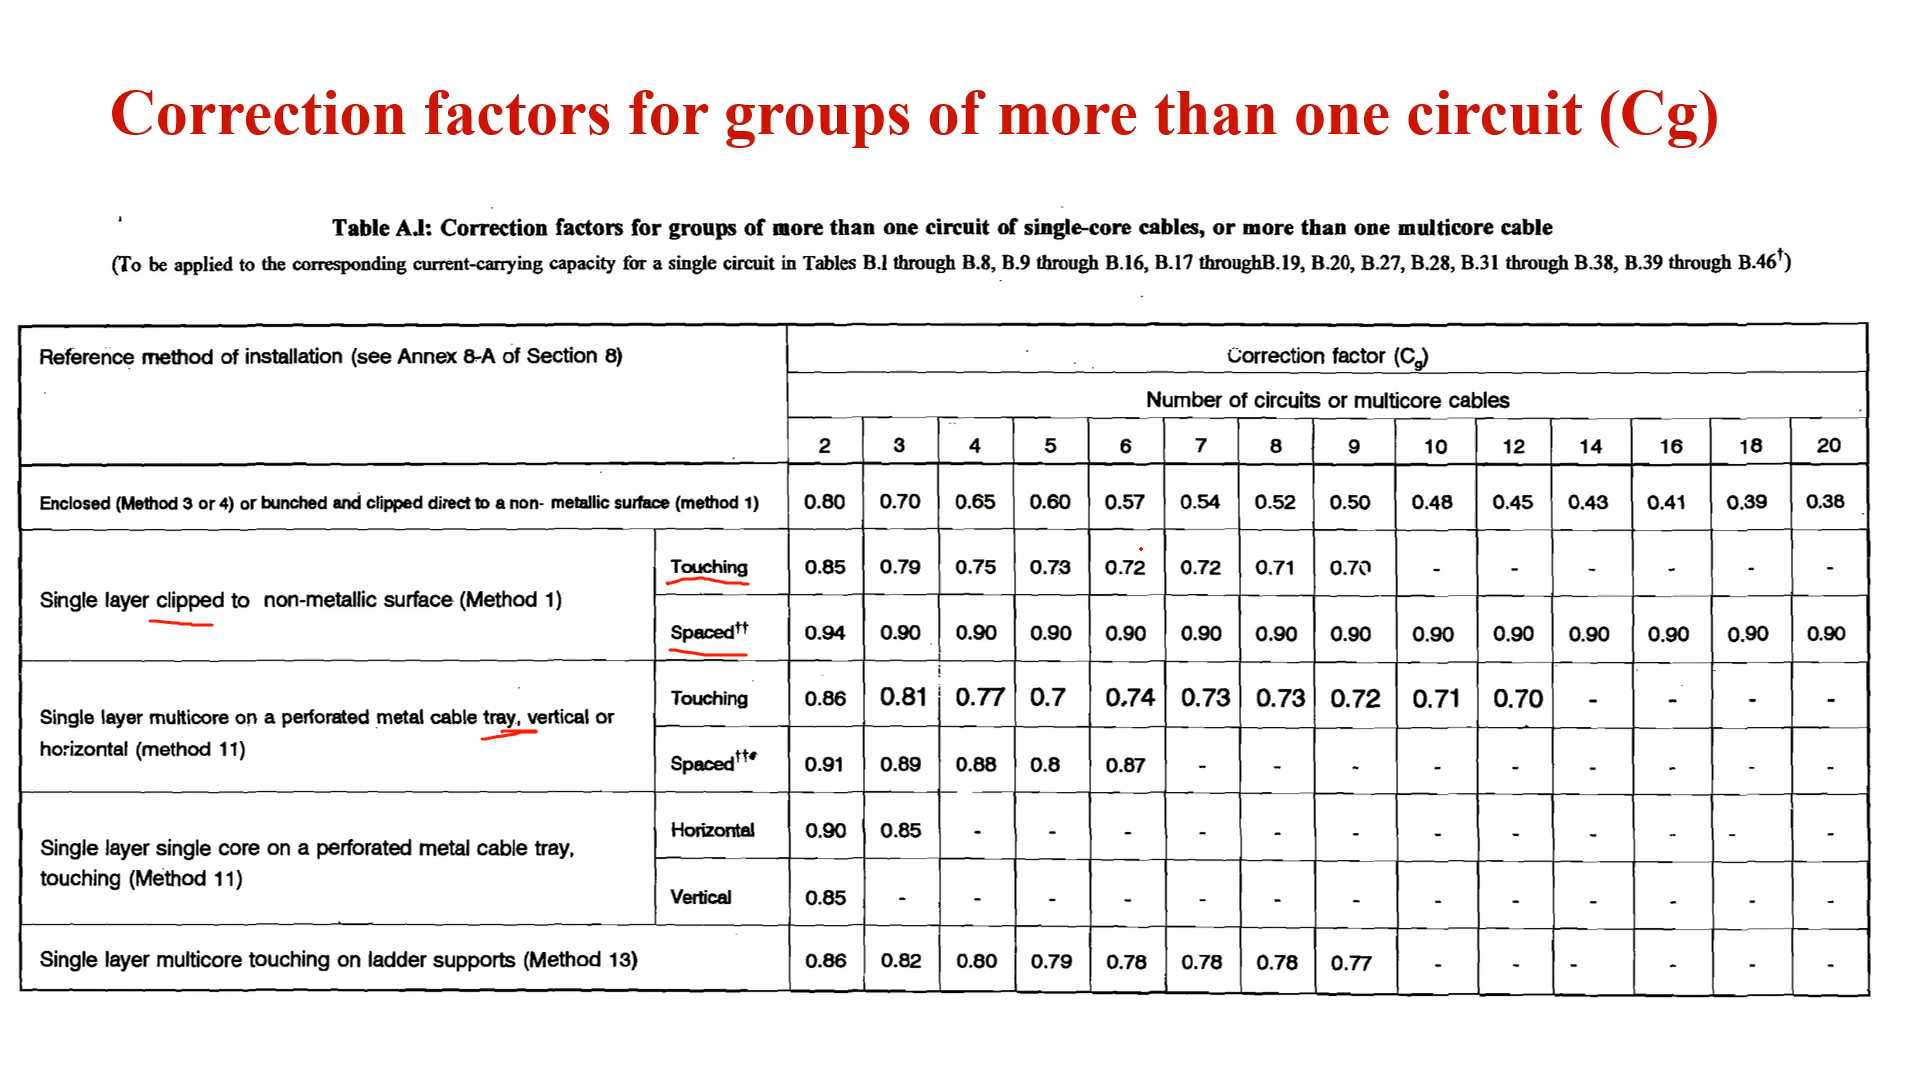 Correction factors for groups of more than one circuit (Cg)
Table A.1: Correction factors for groups of more than one circuit of single-core cables, or more than one multicore cable
(To be applied to the corresponding current-carrying capacity for a single circuit in Tables B.1 through B.8, B.9 through B.16, B.17 throughB.19, B.20, B.27, B.28, B.31 through B.38, B.39 through B.46†)
Reference method of installation (see Annex 8-A of Section 8)
Correction factor (Cg)
Number of circuits or multicore cables
2 3 4 5 6 7 8 9 10 12 14 16 18 20
Enclosed (Method 3 or 4) or bunched and clipped direct to a non- metallic surface (method 1) 0.80 0.70 0.65 0.60 0.57 0.54 0.52 0.50 0.48 0.45 0.43 0.41 0.39 0.38
Single layer clipped to non-metallic surface (Method 1)
Touching 0.85 0.79 0.75 0.73 0.72 0.72 0.71 0.70 - - - - - -
Spaced†† 0.94 0.90 0.90 0.90 0.90 0.90 0.90 0.90 0.90 0.90 0.90 0.90 0.90 0.90
Single layer multicore on a perforated metal cable tray, vertical or
horizontal (method 11)
Touching 0.86 0.81 0.77 0.7 0.74 0.73 0.73 0.72 0.71 0.70 - - - -
Spaced††* 0.91 0.89 0.88 0.8 0.87 - - - - - - - - -
Single layer single core on a perforated metal cable tray,
touching (Method 11)
Horizontal 0.90 0.85 - - - - - - - - - - - -
Vertical 0.85 - - - - - - - - - - - - -
Single layer multicore touching on ladder supports (Method 13) 0.86 0.82 0.80 0.79 0.78 0.78 0.78 0.77 - - - - - -